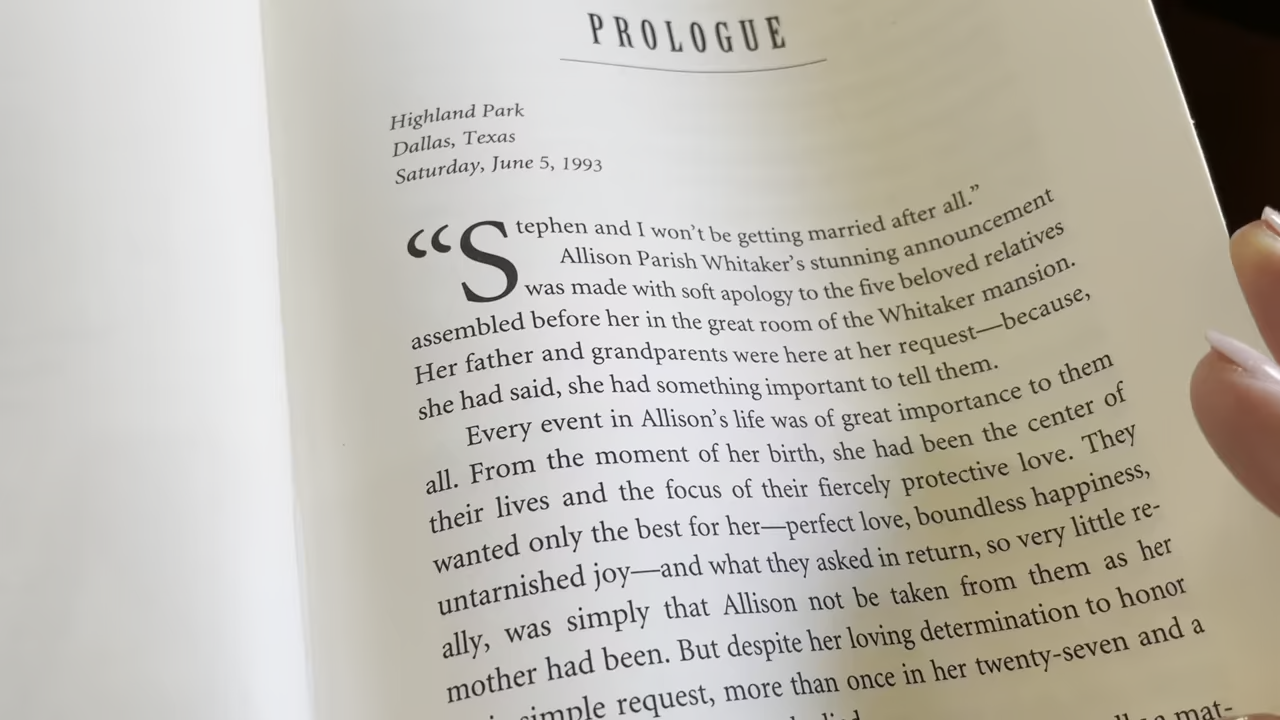 PROLOGUE
Highland Park
Dallas, Texas
Saturday, June 5, 1993
“Stephen and I won’t be getting married after all.”
Allison Parish Whitaker’s stunning announcement
was made with soft apology to the five beloved relatives
assembled before her in the great room of the Whitaker mansion.
Her father and grandparents were here at her request—because,
she had said, she had something important to tell them.
Every event in Allison’s life was of great importance to them
all. From the moment of her birth, she had been the center of
their lives and the focus of their fiercely protective love. They
wanted only the best for her—perfect love, boundless happiness,
untarnished joy—and what they asked in return, so very little re-
ally, was simply that Allison not be taken from them as her
mother had been. But despite her loving determination to honor
simple request, more than once in her twenty-seven and a
a mat-